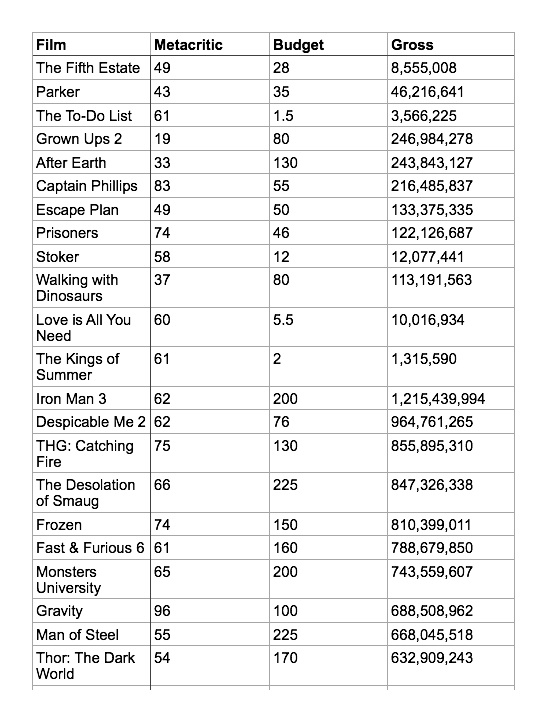 Film Metacritic Budget Gross
The Fifth Estate 49 28 8,555,008
Parker 43 35 46,216,641
The To-Do List 61 1.5 3,566,225
Grown Ups 2 19 80 246,984,278
After Earth 33 130 243,843,127
Captain Phillips 83 55 216,485,837
Escape Plan 49 50 133,375,335
Prisoners 74 46 122,126,687
Stoker 58 12 12,077,441
Walking with 37 80 113,191,563
Dinosaurs
Love is All You 60 5.5 10,016,934
Need
The Kings of 61 2 1,315,590
Summer
Iron Man 3 62 200 1,215,439,994
Despicable Me 2 62 76 964,761,265
THG: Catching 75 130 855,895,310
Fire
The Desolation 66 225 847,326,338
of Smaug
Frozen 74 150 810,399,011
Fast & Furious 6 61 160 788,679,850
Monsters 65 200 743,559,607
University
Gravity 96 100 688,508,962
Man of Steel 55 225 668,045,518
Thor: The Dark 54 170 632,909,243
World